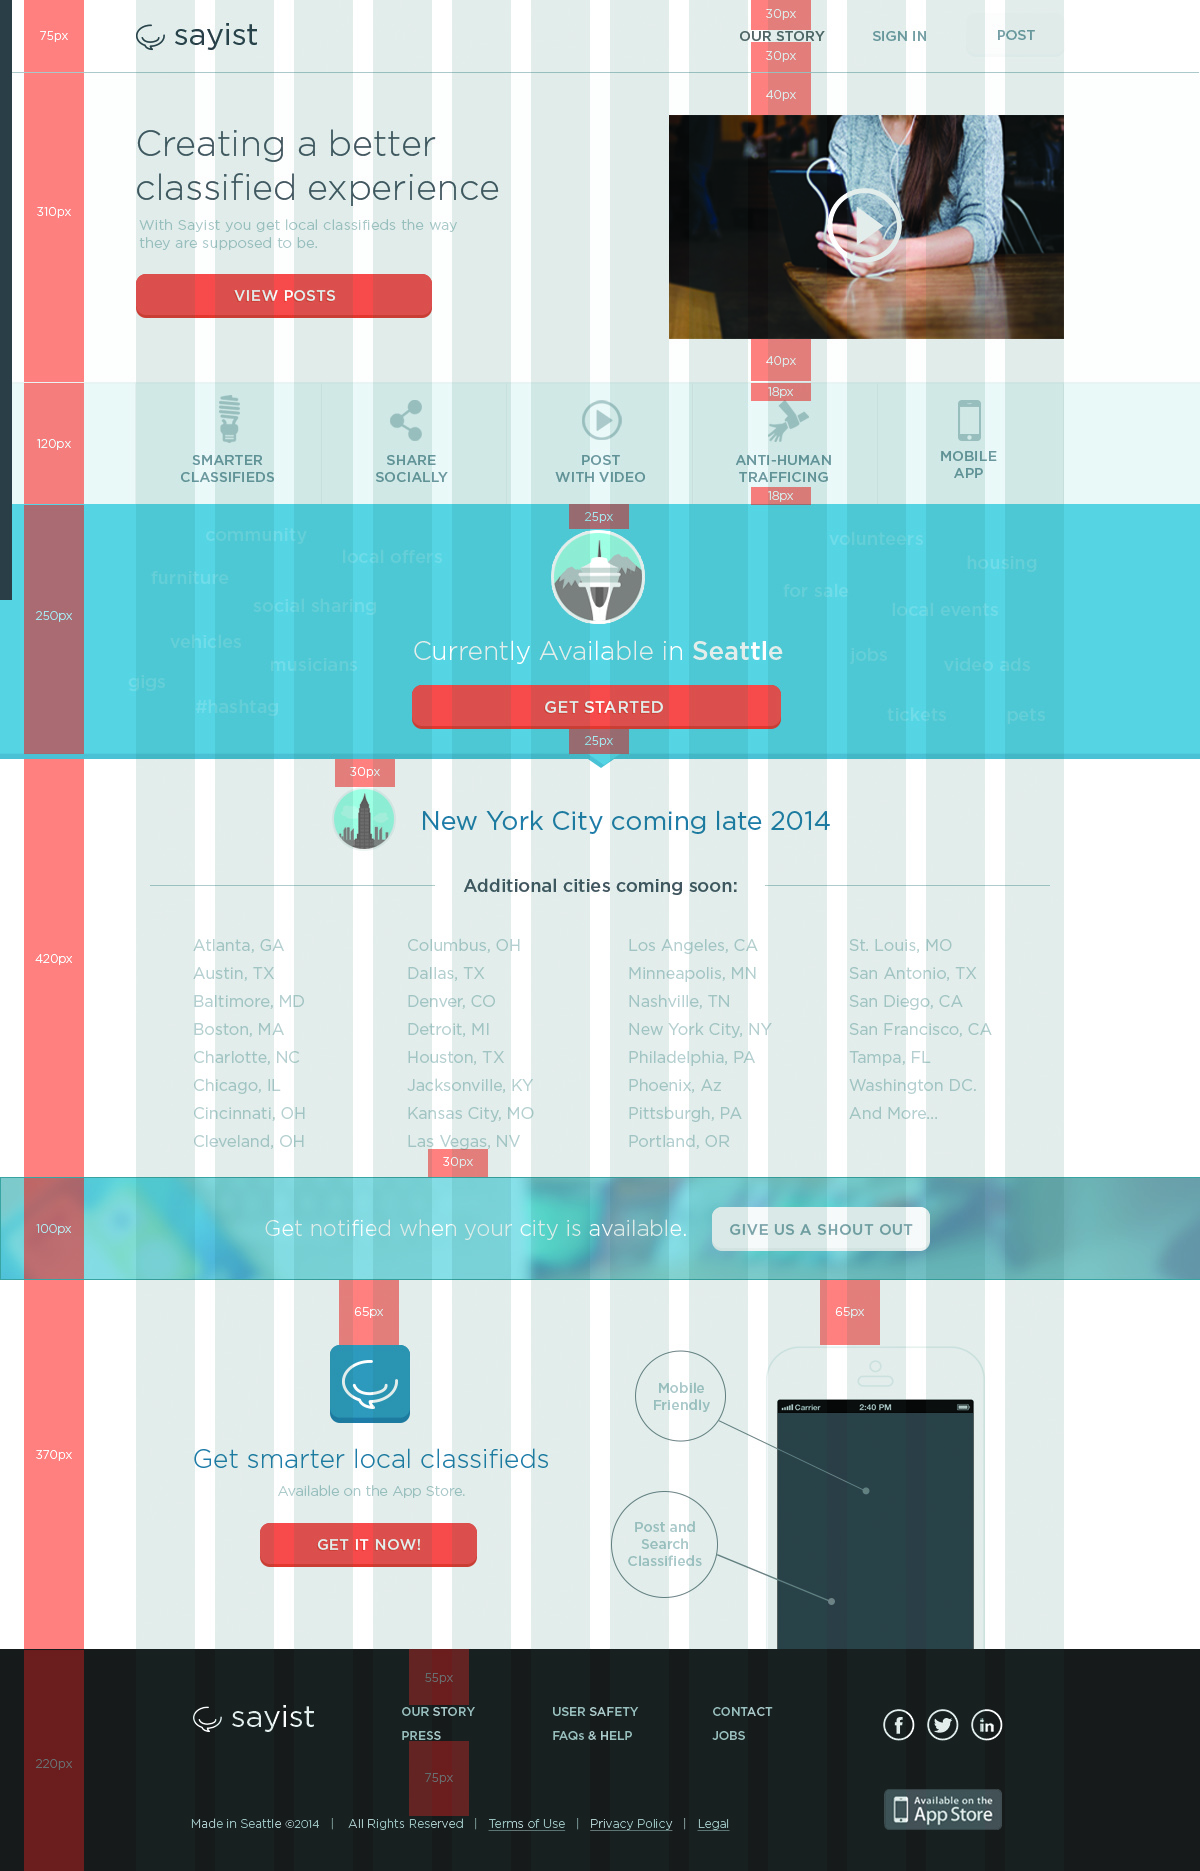 75px
sayist
30px
OUR STORY
SIGN IN
POST
30px
40px
Creating a better
classified experience
310px
With Sayist you get local classifieds the way
they are supposed to be.
VIEW POSTS
40px
18px
120px
SMARTER
CLASSIFIEDS
SHARE
SOCIALLY
POST
WITH VIDEO
ANTI-HUMAN
TRAFFICING
MOBILE
APP
18px
25px
community
local offers
furniture
social sharing
vehicles
musicians
gigs
#hashtag
250px
volunteers
housing
for sale
local events
jobs
video ads
tickets
pets
Currently Available in Seattle
GET STARTED
25px
30px
New York City coming late 2014
Additional cities coming soon:
420px
Atlanta, GA
Austin, TX
Baltimore, MD
Boston, MA
Charlotte, NC
Chicago, IL
Cincinnati, OH
Cleveland, OH
Columbus, OH
Dallas, TX
Denver, CO
Detroit, MI
Houston, TX
Jacksonville, KY
Kansas City, MO
Las Vegas, NV
Los Angeles, CA
Minneapolis, MN
Nashville, TN
New York City, NY
Philadelphia, PA
Phoenix, Az
Pittsburgh, PA
Portland, OR
St. Louis, MO
San Antonio, TX
San Diego, CA
San Francisco, CA
Tampa, FL
Washington DC.
And More...
30px
100px
Get notified when your city is available.
GIVE US A SHOUT OUT
65px
65px
Mobile
Friendly
Carrier
2:40 PM
370px
Get smarter local classifieds
Available on the App Store.
GET IT NOW!
Post and
Search
Classifieds
55px
sayist
OUR STORY
PRESS
USER SAFETY
FAQs & HELP
CONTACT
JOBS
f
in
220px
75px
Available on the
App Store
Made in Seattle ©2014 | All Rights Reserved | Terms of Use | Privacy Policy | Legal